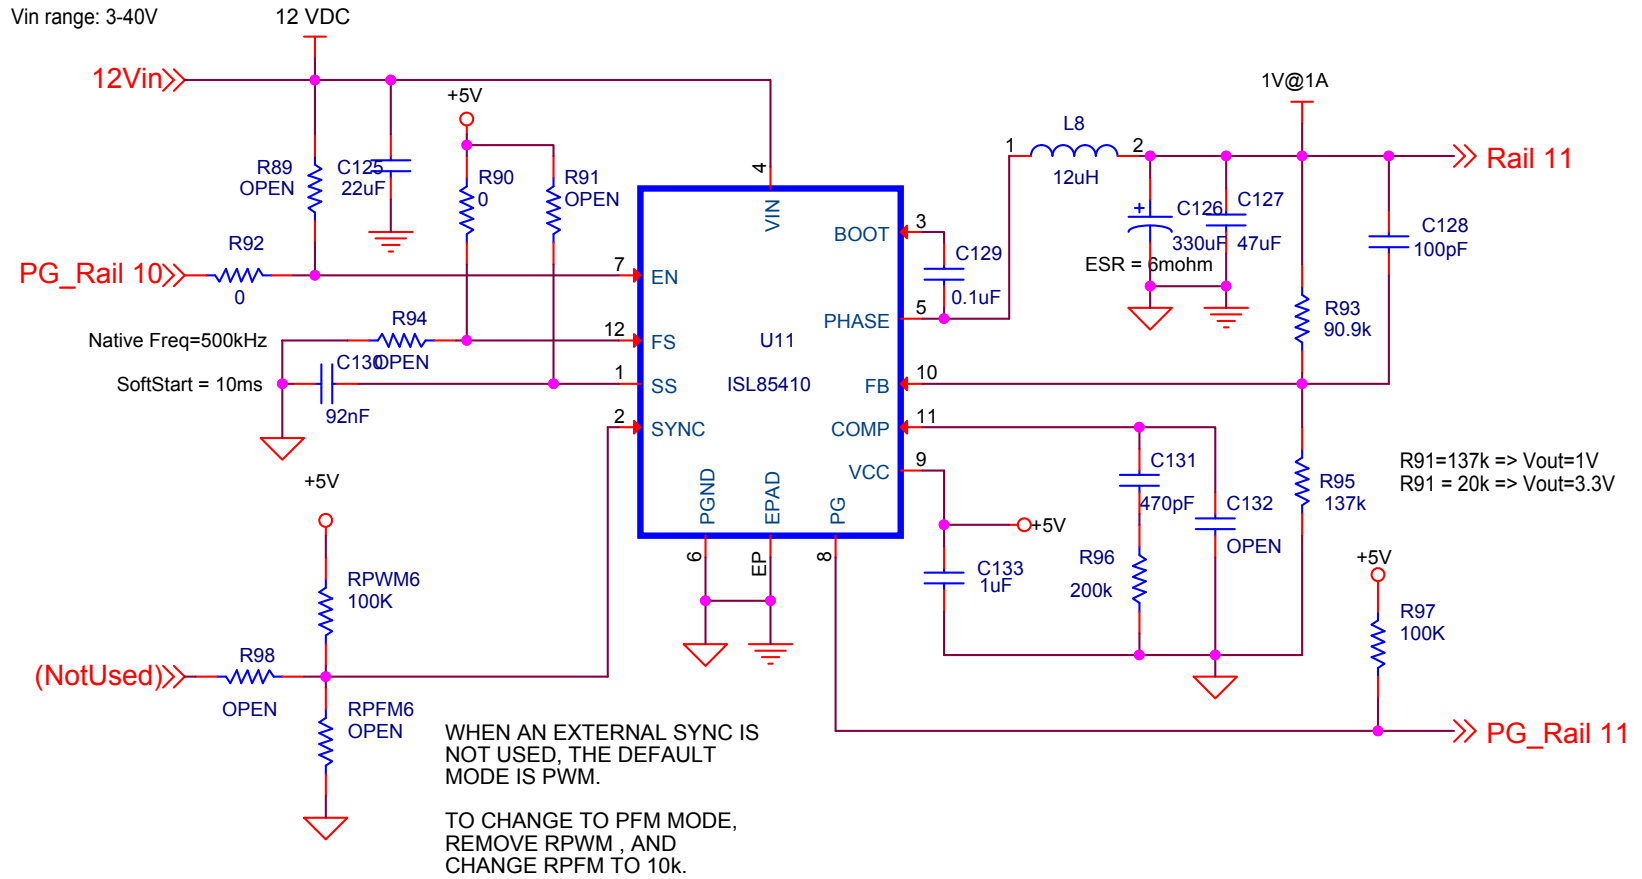 Vin range: 3-40V
12 VDC
12Vin
+5V
1V@1A
R89
OPEN
C125
22uF
R90
0
R91
OPEN
4
VIN
1
L8
2
12uH
Rail 11
R92
0
PG_Rail 10
7
EN
BOOT
3
C129
0.1uF
C126
330uF
ESR = 6mohm
C127
47uF
C128
100pF
PHASE
5
R93
90.9k
Native Freq=500kHz
R94
OPEN
12
FS
U11
ISL85410
SoftStart = 10ms
C130
92nF
1
SS
FB
10
2
SYNC
COMP
11
VCC
9
C131
470pF
C132
OPEN
R95
137k
R91=137k => Vout=1V
R91 = 20k => Vout=3.3V
+5V
PGND
EPAD
PG
6
EP
8
+5V
C133
1uF
R96
200k
+5V
R97
100K
RPWM6
100K
R98
OPEN
(NotUsed)
RPFM6
OPEN
PG_Rail 11
WHEN AN EXTERNAL SYNC IS
NOT USED, THE DEFAULT
MODE IS PWM.
TO CHANGE TO PFM MODE,
REMOVE RPWM , AND
CHANGE RPFM TO 10k.